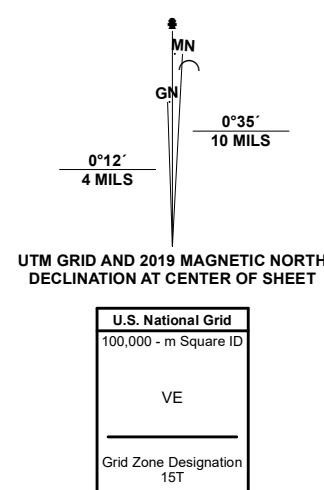 MN
GN
0°35´
10 MILS
0°12´
4 MILS
UTM GRID AND 2019 MAGNETIC NORTH
DECLINATION AT CENTER OF SHEET
U.S. National Grid
100,000 - m Square ID
VE
Grid Zone Designation
15T